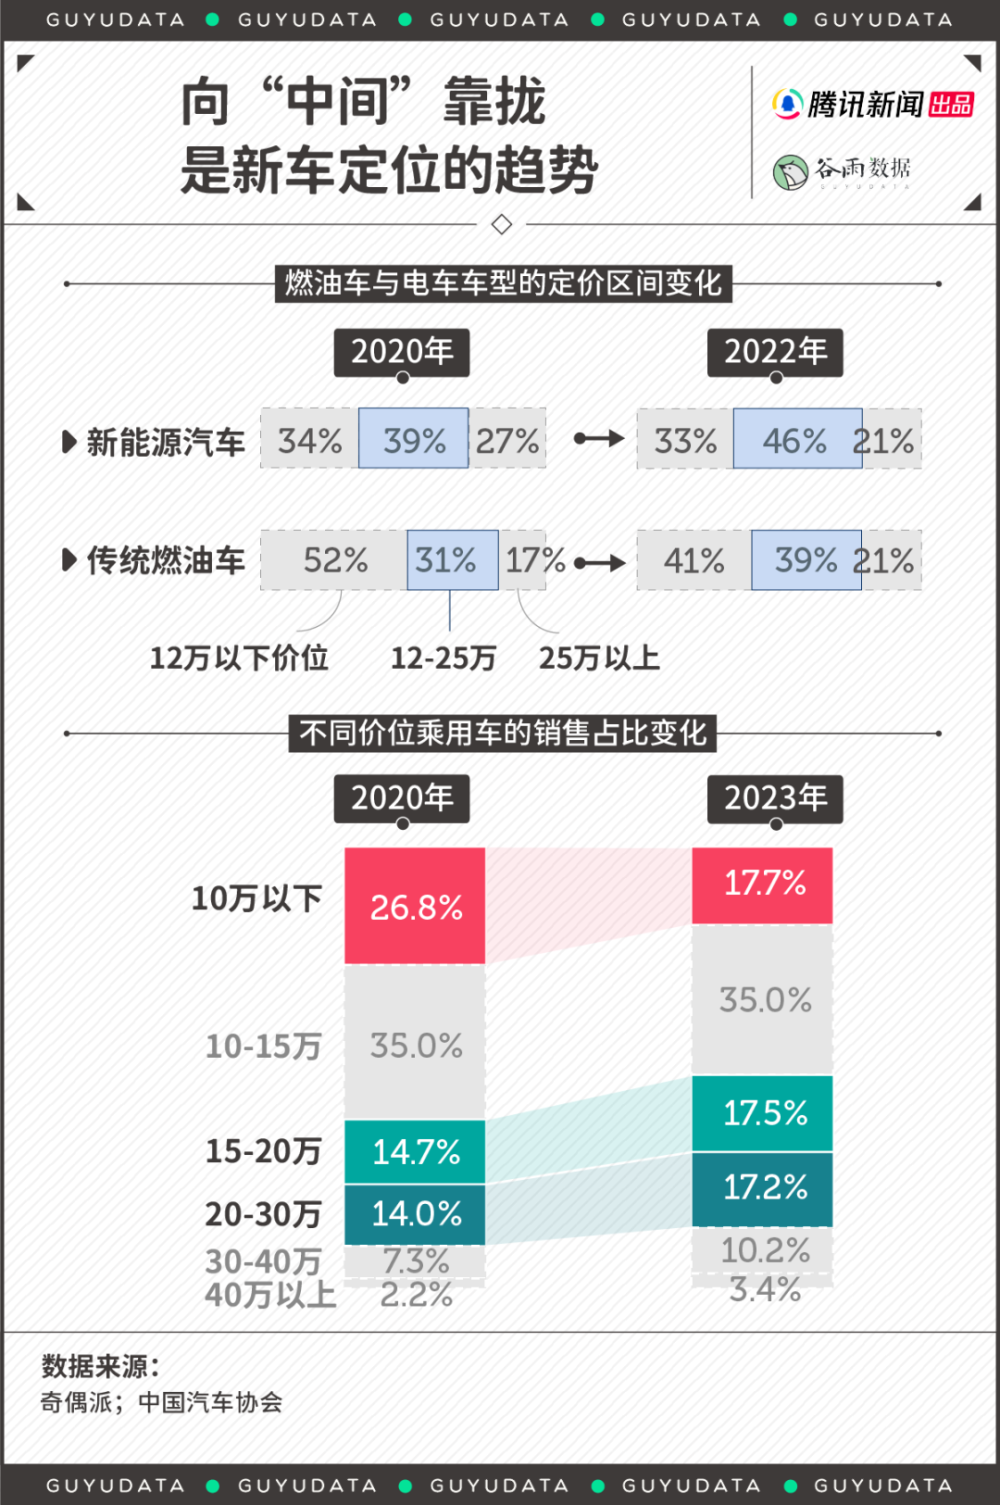 GUYUDATA ● GUYUDATA ● GUYUDATA ● GUYUDATA ● GUYUDATA
向“中间”靠拢
是新车定位的趋势
腾讯新闻 出品
谷雨数据
GUYUDATA
燃油车与电车车型的定价区间变化
2020年 2022年
新能源汽车 34% 39% 27% 33% 46% 21%
传统燃油车 52% 31% 17% 41% 39% 21%
12万以下价位 12-25万 25万以上
不同价位乘用车的销售占比变化
2020年 2023年
10万以下 26.8% 17.7%
10-15万 35.0% 35.0%
15-20万 14.7% 17.5%
20-30万 14.0% 17.2%
30-40万 7.3% 10.2%
40万以上 2.2% 3.4%
数据来源：
奇偶派；中国汽车协会
GUYUDATA ● GUYUDATA ● GUYUDATA ● GUYUDATA ● GUYUDATA